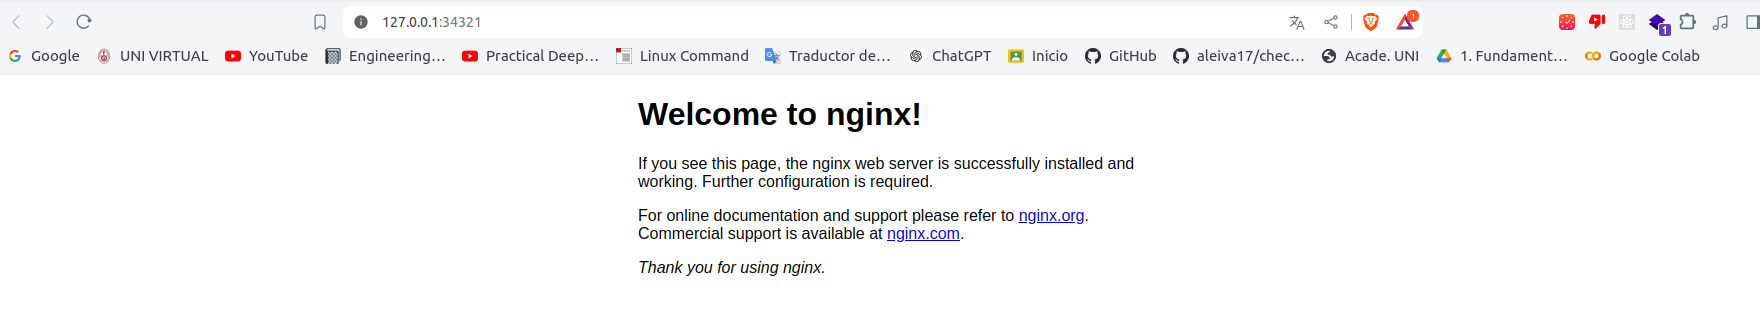 127.0.0.1:34321
1
1
Google UNI VIRTUAL YouTube Engineering... Practical Deep... Linux Command Traductor de... ChatGPT Inicio GitHub aleiva17/chec... Acade. UNI 1. Fundament... Google Colab
Welcome to nginx!
If you see this page, the nginx web server is successfully installed and
working. Further configuration is required.
For online documentation and support please refer to nginx.org.
Commercial support is available at nginx.com.
Thank you for using nginx.